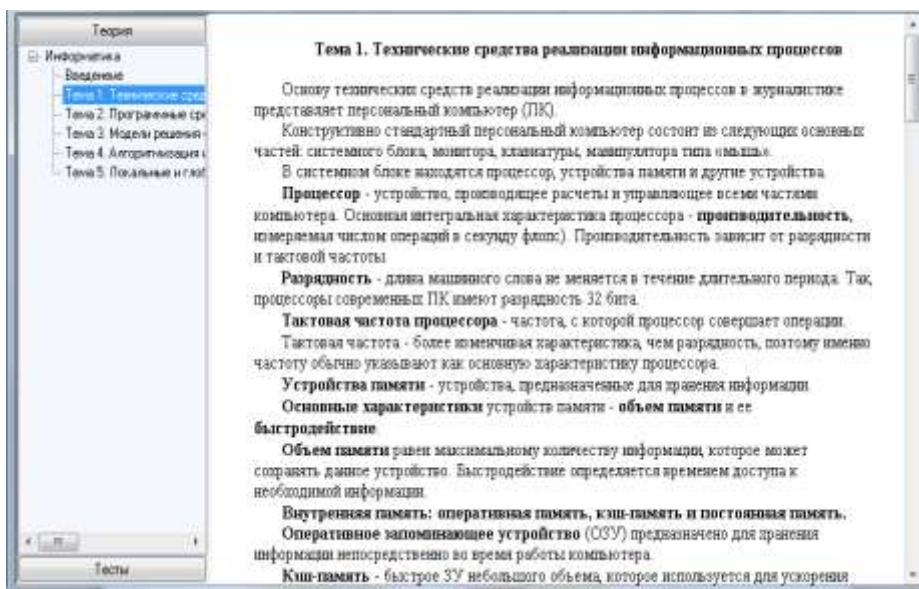 Теория
Информатика
Введение
Тема 1. Технические сред
Тема 2. Программные сре
Тема 3. Модели решения
Тема 4. Алгоритмизация и
Тема 5. Локальные и глоб
Тесты
Тема 1. Технические средства реализации информационных процессов
Основу технических средств реализации информационных процессов в журналистике
представляет персональный компьютер (ПК).
Конструктивно стандартный персональный компьютер состоит из следующих основных
частей: системного блока, монитора, клавиатуры, манипулятора типа «мышь».
В системном блоке находятся процессор, устройства памяти и другие устройства.
Процессор - устройство, производящее расчеты и управляющее всеми частями
компьютера. Основная интегральная характеристика процессора - производительность,
измеряемая числом операций в секунду флопс). Производительность зависит от разрядности
и тактовой частоты
Разрядность - длина машинного слова не меняется в течение длительного периода. Так,
процессоры современных ПК имеют разрядность 32 бита.
Тактовая частота процессора - частота, с которой процессор совершает операции.
Тактовая частота - более изменчивая характеристика, чем разрядность, поэтому именно
частоту обычно указывают как основную характеристику процессора.
Устройства памяти - устройства, предназначенные для хранения информации.
Основные характеристики устройств памяти - объем памяти и ее
быстродействие.
Объем памяти равен максимальному количеству информации, которое может
сохранять данное устройство. Быстродействие определяется временем доступа к
необходимой информации.
Внутренняя память: оперативная память, кэш-память и постоянная память.
Оперативное запоминающее устройство (ОЗУ) предназначено для хранения
информации непосредственно во время работы компьютера.
Кэш-память - быстрое ЗУ небольшого объема, которое используется для ускорения